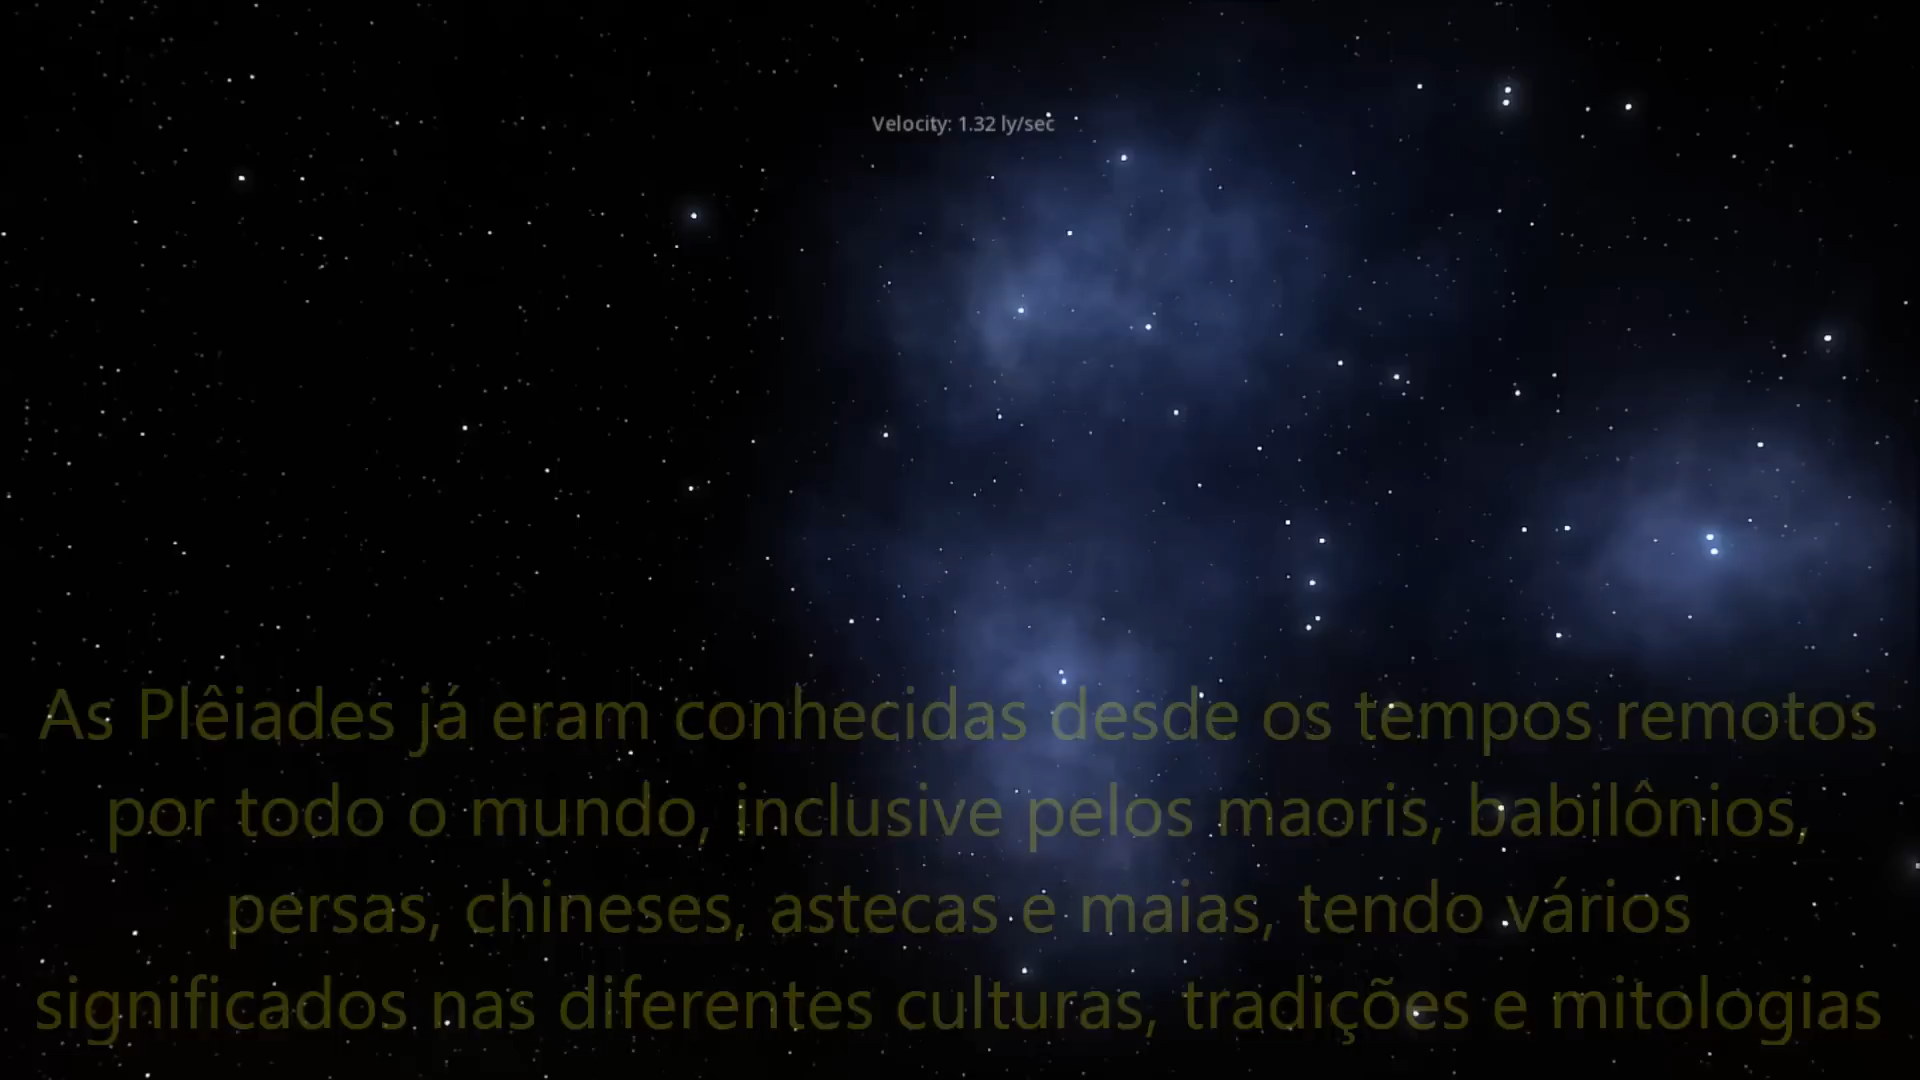 Velocity: 1.32 ly/sec
As Plêiades já eram conhecidas desde os tempos remotos
por todo o mundo, inclusive pelos maoris, babilônios,
persas, chineses, astecas e maias, tendo vários
significados nas diferentes culturas, tradições e mitologias